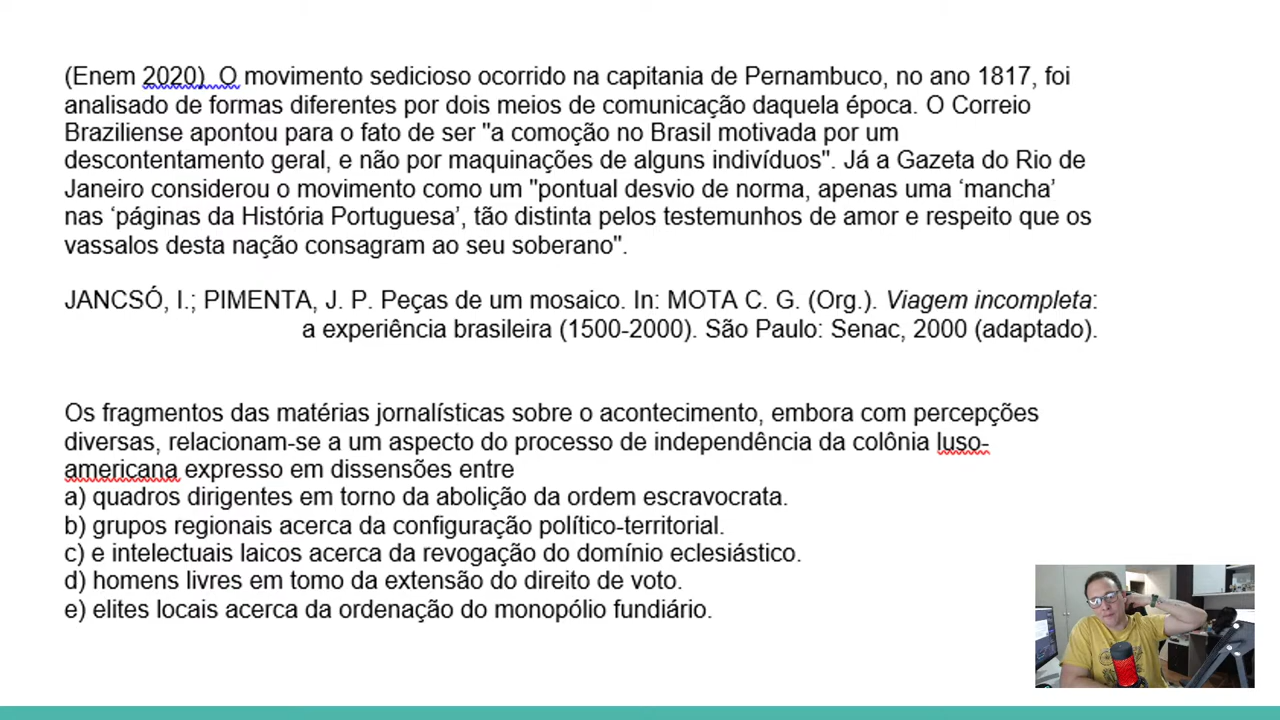 (Enem 2020). O movimento sedicioso ocorrido na capitania de Pernambuco, no ano 1817, foi
analisado de formas diferentes por dois meios de comunicação daquela época. O Correio
Braziliense apontou para o fato de ser "a comoção no Brasil motivada por um
descontentamento geral, e não por maquinações de alguns indivíduos". Já a Gazeta do Rio de
Janeiro considerou o movimento como um "pontual desvio de norma, apenas uma ‘mancha’
nas ‘páginas da História Portuguesa’, tão distinta pelos testemunhos de amor e respeito que os
vassalos desta nação consagram ao seu soberano".
JANCSÓ, I.; PIMENTA, J. P. Peças de um mosaico. In: MOTA C. G. (Org.). Viagem incompleta:
a experiência brasileira (1500-2000). São Paulo: Senac, 2000 (adaptado).
Os fragmentos das matérias jornalísticas sobre o acontecimento, embora com percepções
diversas, relacionam-se a um aspecto do processo de independência da colônia luso-
americana expresso em dissensões entre
a) quadros dirigentes em torno da abolição da ordem escravocrata.
b) grupos regionais acerca da configuração político-territorial.
c) e intelectuais laicos acerca da revogação do domínio eclesiástico.
d) homens livres em tomo da extensão do direito de voto.
e) elites locais acerca da ordenação do monopólio fundiário.